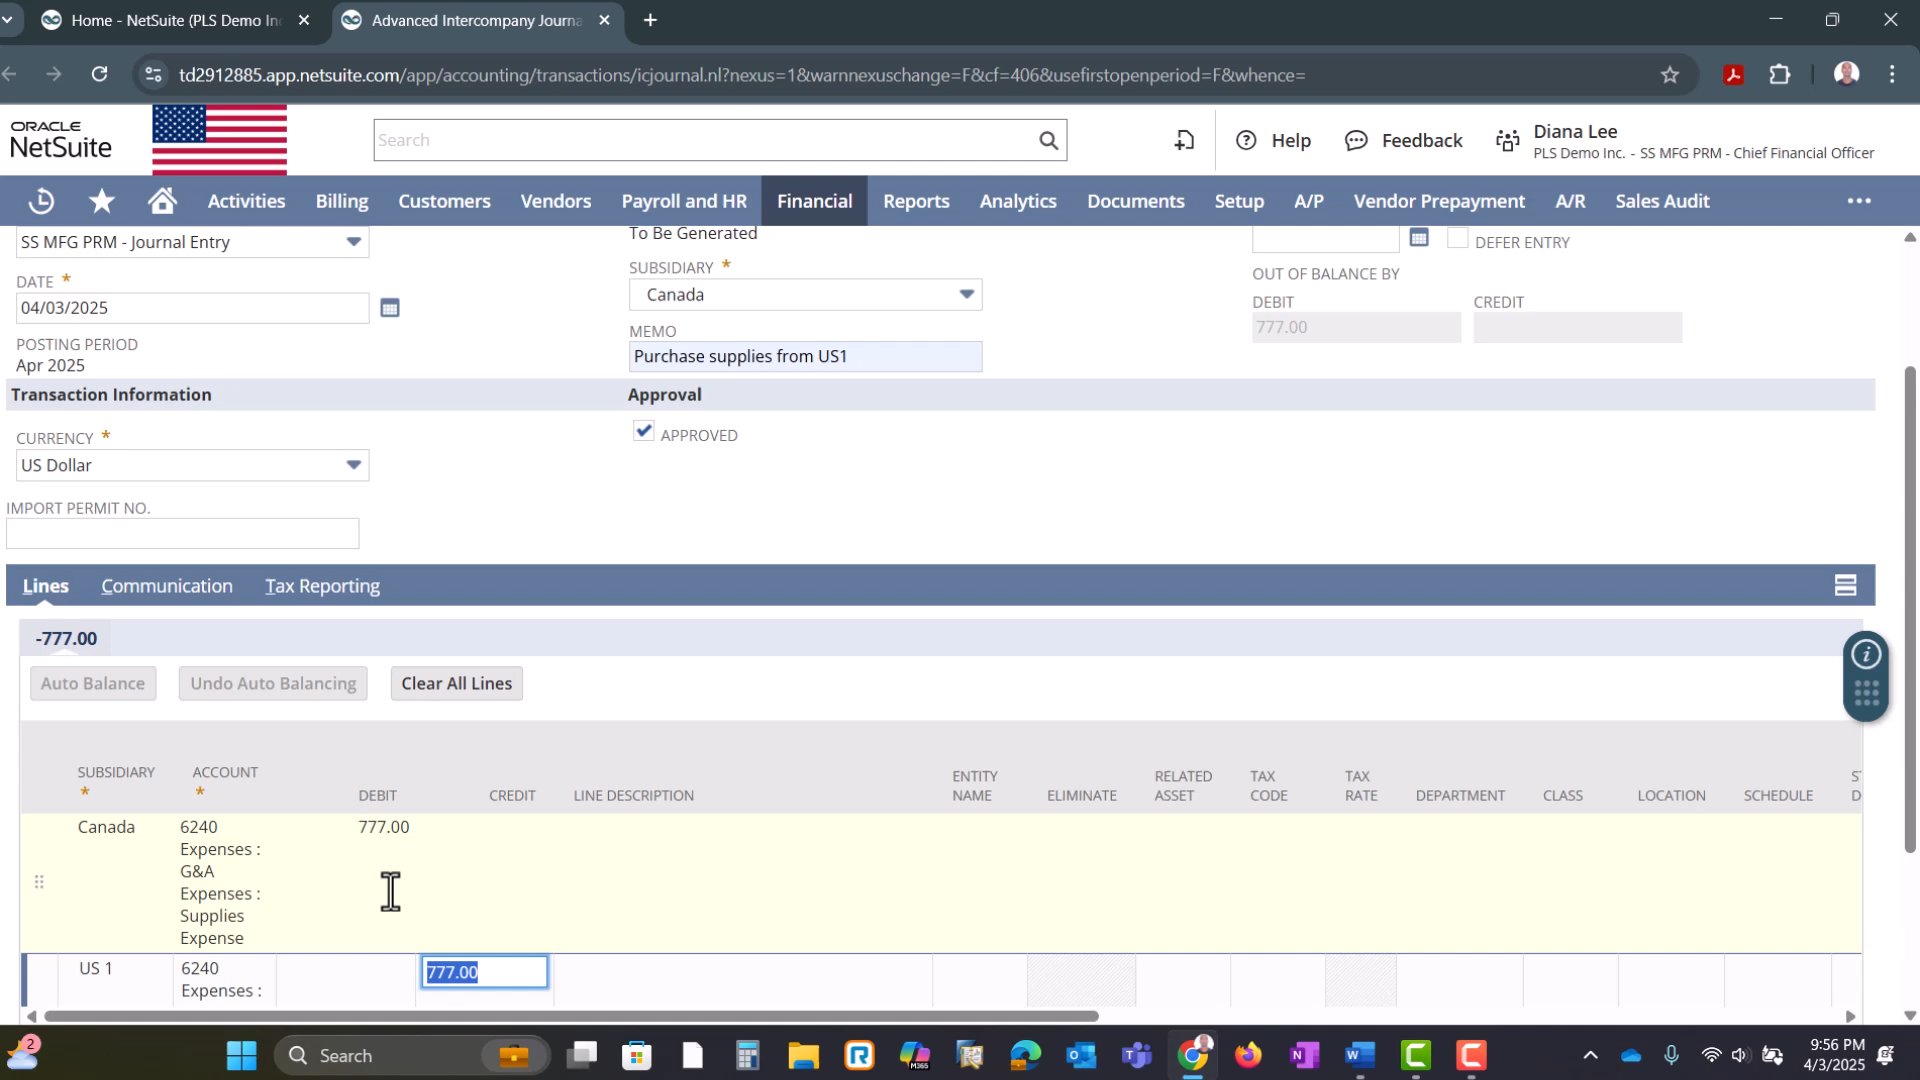 Home - NetSuite (PLS Demo In
Advanced Intercompany Journa
td2912885.app.netsuite.com/app/accounting/transactions/icjournal.nl?nexus=1&warnnexuschange=F&cf=406&usefirstopenperiod=F&whence=
ORACLE
NetSuite
Search
Help
Feedback
Diana Lee
PLS Demo Inc. - SS MFG PRM - Chief Financial Officer
Activities Billing Customers Vendors Payroll and HR Financial Reports Analytics Documents Setup A/P Vendor Prepayment A/R Sales Audit
SS MFG PRM - Journal Entry
DATE *
04/03/2025
POSTING PERIOD
Apr 2025
To Be Generated
SUBSIDIARY *
Canada
MEMO
Purchase supplies from US1
DEFER ENTRY
OUT OF BALANCE BY
DEBIT CREDIT
777.00
Transaction Information
Approval
CURRENCY *
US Dollar
APPROVED
IMPORT PERMIT NO.
Lines Communication Tax Reporting
-777.00
Auto Balance Undo Auto Balancing Clear All Lines
SUBSIDIARY * ACCOUNT * DEBIT CREDIT LINE DESCRIPTION ENTITY NAME ELIMINATE RELATED ASSET TAX CODE TAX RATE DEPARTMENT CLASS LOCATION SCHEDULE
Canada 6240 777.00
Expenses :
G&A
Expenses :
Supplies
Expense
US 1 6240 777.00
Expenses :
2
Search
M365
9:56 PM
4/3/2025